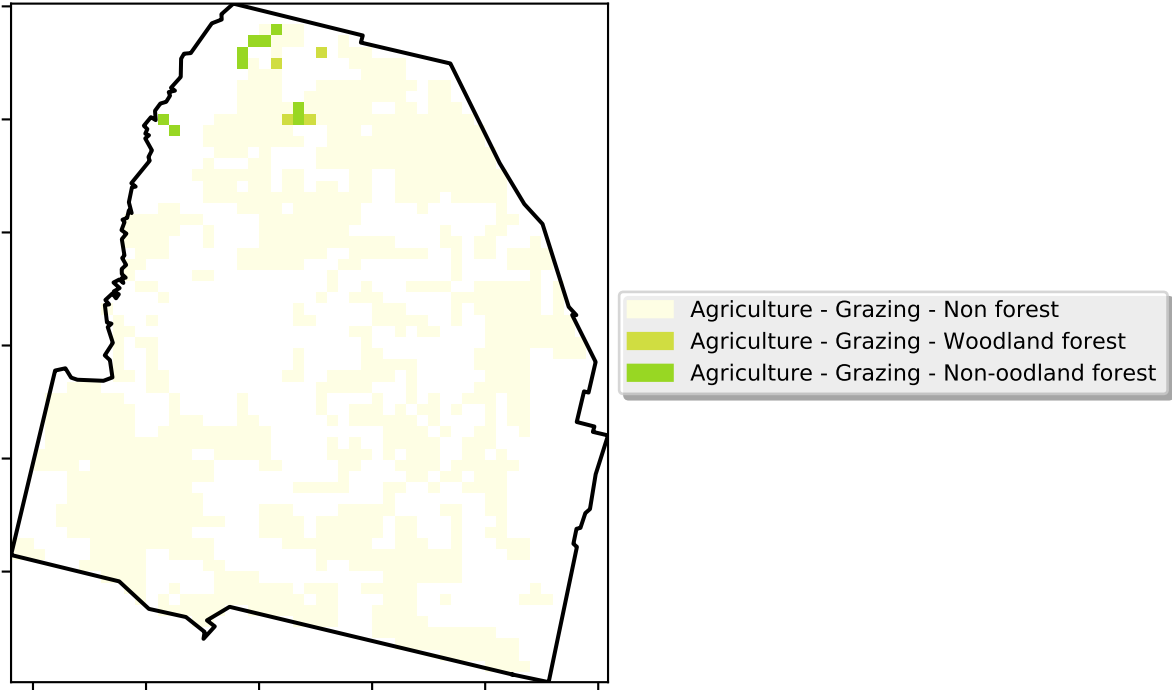 Agriculture - Grazing - Non forest
Agriculture - Grazing - Woodland forest
Agriculture - Grazing - Non-oodland forest